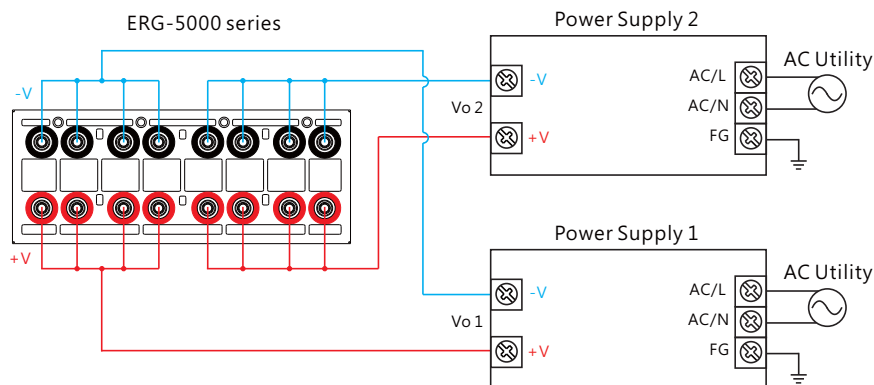 ERG-5000 series
Power Supply 2
-V
-V
Vo 2
+V
AC/L
AC/N
FG
AC Utility
+V
Power Supply 1
-V
Vo 1
+V
AC/L
AC/N
FG
AC Utility